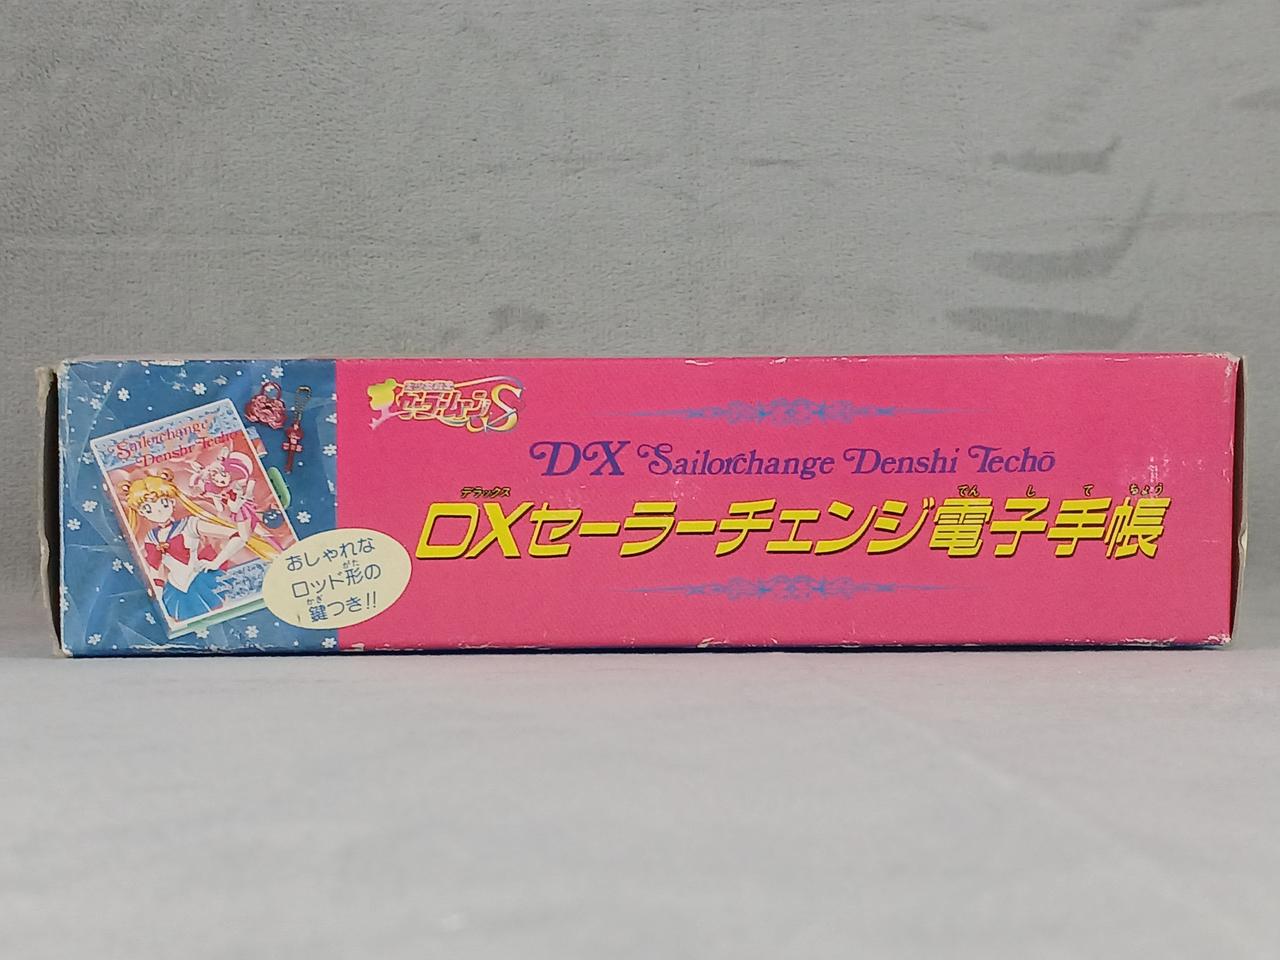 美少女戦士
セーラームーンS
DX Sailorchange Denshi Techō
デラックス でん し て ちょう
DXセーラーチェンジ電子手帳
Sailorchange
Denshi Techō
おしゃれな
がた
ロッド形の
かぎ
鍵つき!!